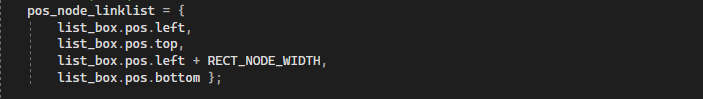 pos_node_linklist = {
list_box.pos.left,
list_box.pos.top,
list_box.pos.left + RECT_NODE_WIDTH,
list_box.pos.bottom };